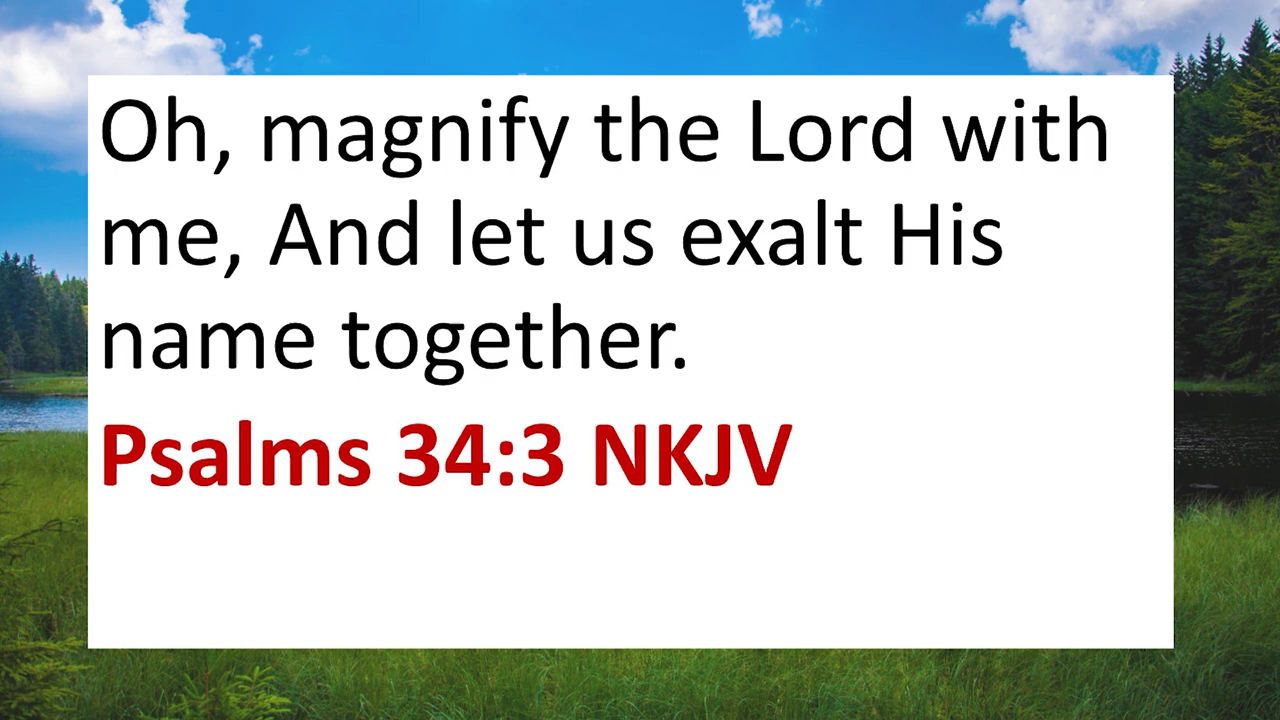 Oh, magnify the Lord with
me, And let us exalt His
name together.
Psalms 34:3 NKJV